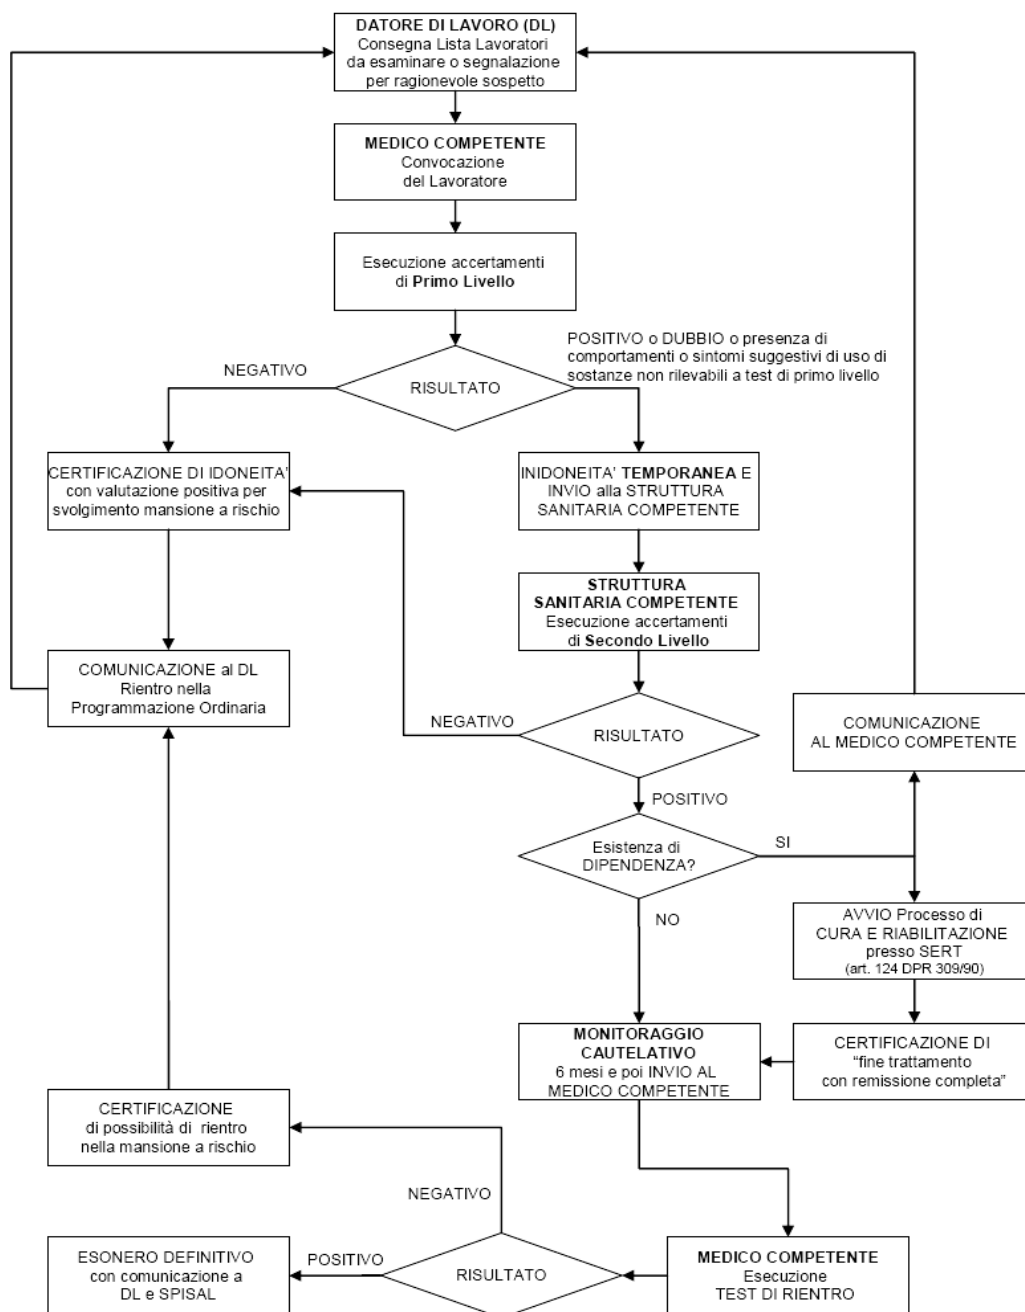 DATORE DI LAVORO (DL)
Consegna Lista Lavoratori
da esaminare o segnalazione
per ragionevole sospetto
MEDICO COMPETENTE
Convocazione
del Lavoratore
Esecuzione accertamenti
di Primo Livello
POSITIVO o DUBBIO o presenza di
comportamenti o sintomi suggestivi di uso di
sostanze non rilevabili a test di primo livello
NEGATIVO
RISULTATO
CERTIFICAZIONE DI IDONEITA'
con valutazione positiva per
svolgimento mansione a rischio
INIDONEITA' TEMPORANEA E
INVIO alla STRUTTURA
SANITARIA COMPETENTE
STRUTTURA
SANITARIA COMPETENTE
Esecuzione accertamenti
di Secondo Livello
COMUNICAZIONE al DL
Rientro nella
Programmazione Ordinaria
NEGATIVO
RISULTATO
COMUNICAZIONE
AL MEDICO COMPETENTE
POSITIVO
Esistenza di
DIPENDENZA?
SI
NO
AVVIO Processo di
CURA E RIABILITAZIONE
presso SERT
(art. 124 DPR 309/90)
MONITORAGGIO
CAUTELATIVO
6 mesi e poi INVIO AL
MEDICO COMPETENTE
CERTIFICAZIONE DI
“fine trattamento
con remissione completa”
CERTIFICAZIONE
di possibilità di rientro
nella mansione a rischio
NEGATIVO
ESONERO DEFINITIVO
con comunicazione a
DL e SPISAL
POSITIVO
RISULTATO
MEDICO COMPETENTE
Esecuzione
TEST DI RIENTRO